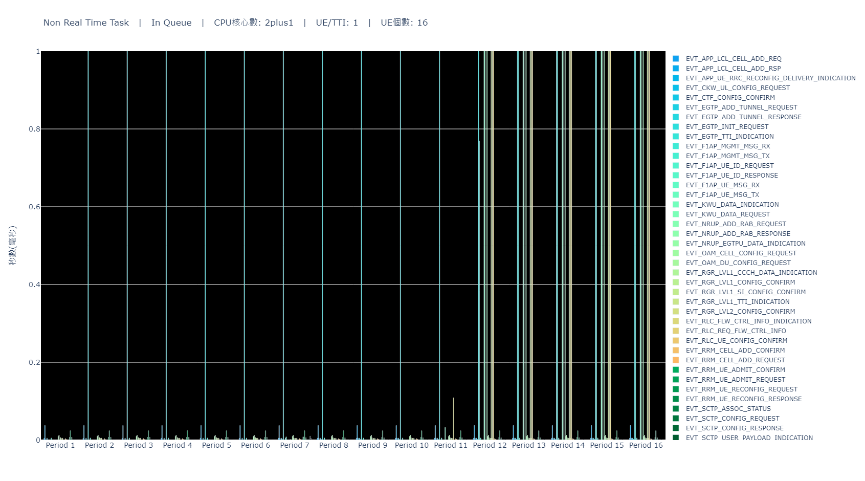 Non Real Time Task | In Queue | CPU核心數: 2plus1 | UE/TTI: 1 | UE個數: 16
秒數(毫秒)
1
0.8
0.6
0.4
0.2
0
Period 1 Period 2 Period 3 Period 4 Period 5 Period 6 Period 7 Period 8 Period 9 Period 10 Period 11 Period 12 Period 13 Period 14 Period 15 Period 16
EVT_APP_LCL_CELL_ADD_REQ
EVT_APP_LCL_CELL_ADD_RSP
EVT_APP_UE_RRC_RECONFIG_DELIVERY_INDICATION
EVT_CKW_UL_CONFIG_REQUEST
EVT_CTF_CONFIG_CONFIRM
EVT_EGTP_ADD_TUNNEL_REQUEST
EVT_EGTP_ADD_TUNNEL_RESPONSE
EVT_EGTP_INIT_REQUEST
EVT_EGTP_TTI_INDICATION
EVT_F1AP_MGMT_MSG_RX
EVT_F1AP_MGMT_MSG_TX
EVT_F1AP_UE_ID_REQUEST
EVT_F1AP_UE_ID_RESPONSE
EVT_F1AP_UE_MSG_RX
EVT_F1AP_UE_MSG_TX
EVT_KWU_DATA_INDICATION
EVT_KWU_DATA_REQUEST
EVT_NRUP_ADD_RAB_REQUEST
EVT_NRUP_ADD_RAB_RESPONSE
EVT_NRUP_EGTPU_DATA_INDICATION
EVT_OAM_CELL_CONFIG_REQUEST
EVT_OAM_DU_CONFIG_REQUEST
EVT_RGR_LVL1_CCCH_DATA_INDICATION
EVT_RGR_LVL1_CONFIG_CONFIRM
EVT_RGR_LVL1_SI_CONFIG_CONFIRM
EVT_RGR_LVL1_TTI_INDICATION
EVT_RGR_LVL2_CONFIG_CONFIRM
EVT_RLC_FLW_CTRL_INFO_INDICATION
EVT_RLC_REQ_FLW_CTRL_INFO
EVT_RLC_UE_CONFIG_CONFIRM
EVT_RRM_CELL_ADD_CONFIRM
EVT_RRM_CELL_ADD_REQUEST
EVT_RRM_UE_ADMIT_CONFIRM
EVT_RRM_UE_ADMIT_REQUEST
EVT_RRM_UE_RECONFIG_REQUEST
EVT_RRM_UE_RECONFIG_RESPONSE
EVT_SCTP_ASSOC_STATUS
EVT_SCTP_CONFIG_REQUEST
EVT_SCTP_CONFIG_RESPONSE
EVT_SCTP_USER_PAYLOAD_INDICATION